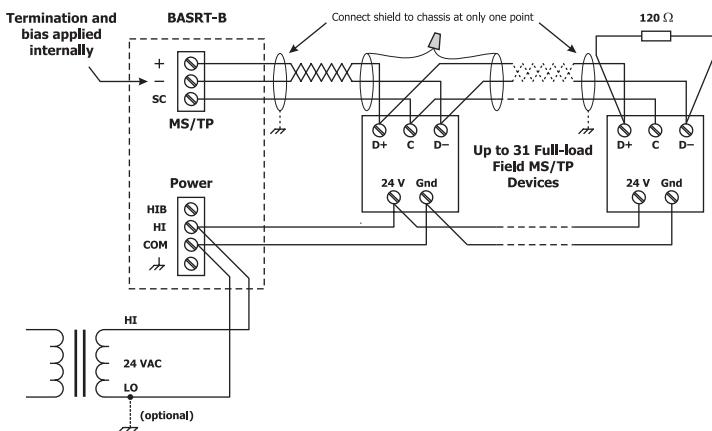 Termination and
bias applied
internally
BASRT-B
Connect shield to chassis at only one point
120 Ω
+
−
SC
MS/TP
D+ C D−
D+ C D−
Up to 31 Full-load
Field MS/TP
Devices
Power
24 V Gnd
24 V Gnd
HIB
HI
COM
HI
24 VAC
LO
(optional)